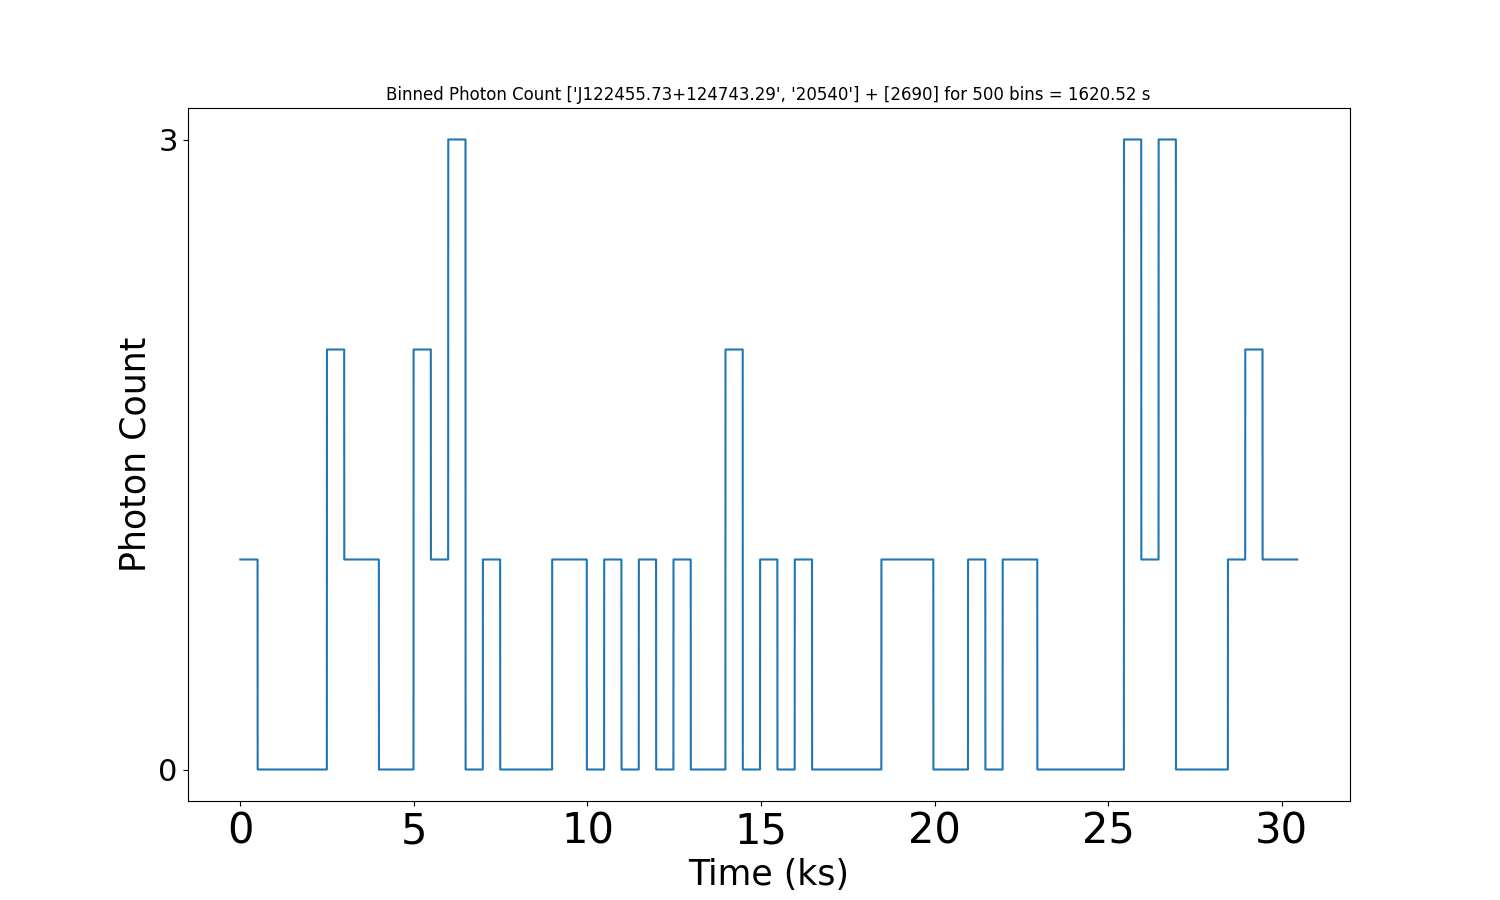 Binned Photon Count ['J122455.73+124743.29', '20540'] + [2690] for 500 bins = 1620.52 s
3
Photon Count
0
0 5 10 15 20 25 30
Time (ks)